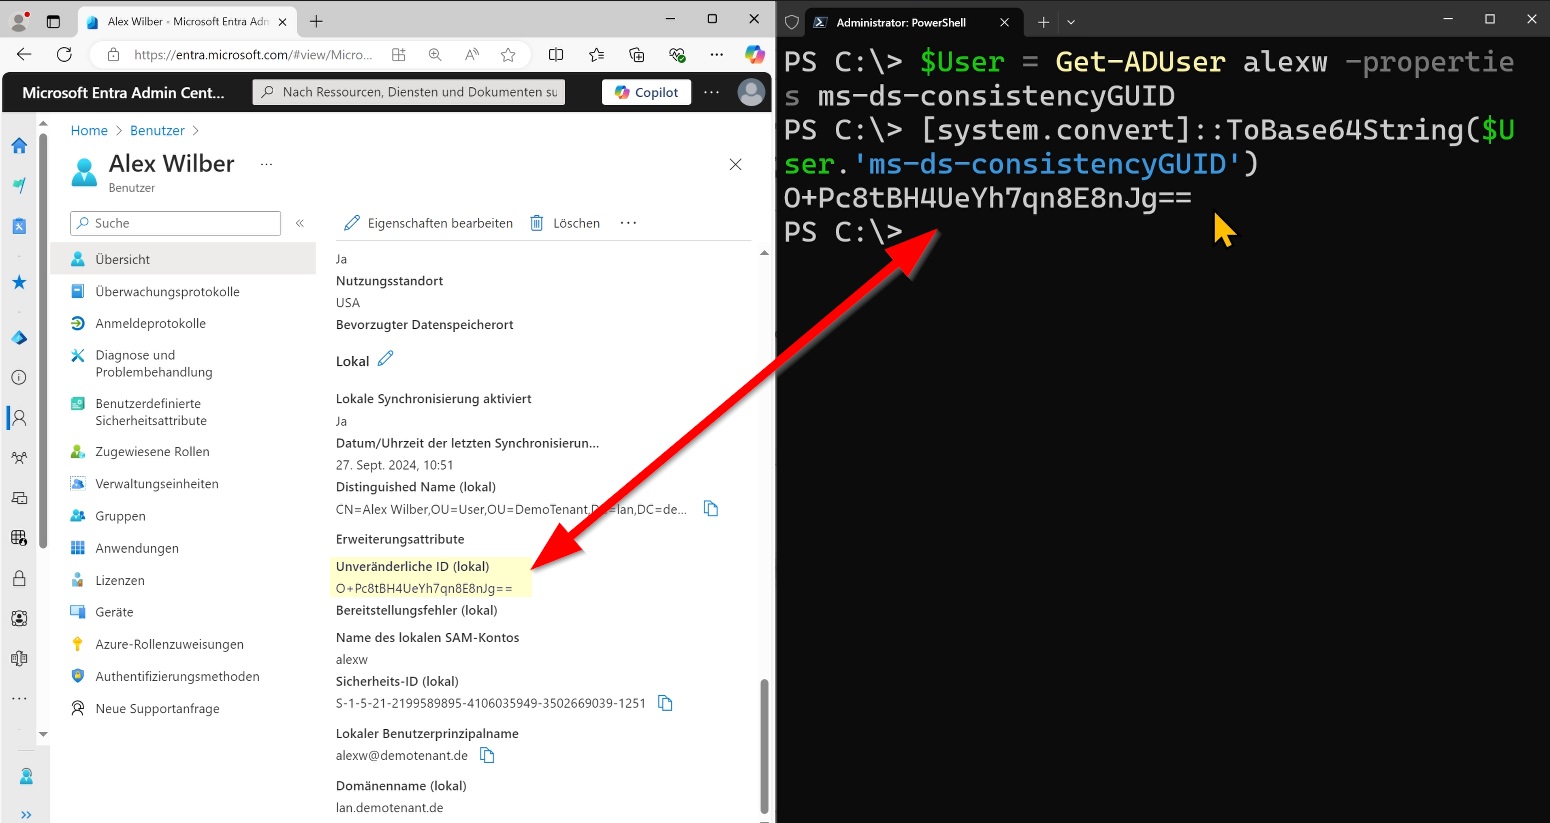 Alex Wilber - Microsoft Entra Adm
https://entra.microsoft.com/#view/Micro...
Microsoft Entra Admin Cent...
Nach Ressourcen, Diensten und Dokumenten su
Copilot
Home > Benutzer >
Alex Wilber
Benutzer
Suche
Übersicht
Überwachungsprotokolle
Anmeldeprotokolle
Diagnose und
Problembehandlung
Benutzerdefinierte
Sicherheitsattribute
Zugewiesene Rollen
Verwaltungseinheiten
Gruppen
Anwendungen
Lizenzen
Geräte
Azure-Rollenzuweisungen
Authentifizierungsmethoden
Neue Supportanfrage
Eigenschaften bearbeiten
Löschen
Ja
Nutzungsstandort
USA
Bevorzugter Datenspeicherort
Lokal
Lokale Synchronisierung aktiviert
Ja
Datum/Uhrzeit der letzten Synchronisierun...
27. Sept. 2024, 10:51
Distinguished Name (lokal)
CN=Alex Wilber,OU=User,OU=DemoTenant,DC=lan,DC=de...
Erweiterungsattribute
Unveränderliche ID (lokal)
O+Pc8tBH4UeYh7qn8E8nJg==
Bereitstellungsfehler (lokal)
Name des lokalen SAM-Kontos
alexw
Sicherheits-ID (lokal)
S-1-5-21-2199589895-4106035949-3502669039-1251
Lokaler Benutzerprinzipalname
alexw@demotenant.de
Domänenname (lokal)
lan.demotenant.de
Administrator: PowerShell
PS C:\> $User = Get-ADUser alexw -propertie
s ms-ds-consistencyGUID
PS C:\> [system.convert]::ToBase64String($U
ser.'ms-ds-consistencyGUID')
O+Pc8tBH4UeYh7qn8E8nJg==
PS C:\>